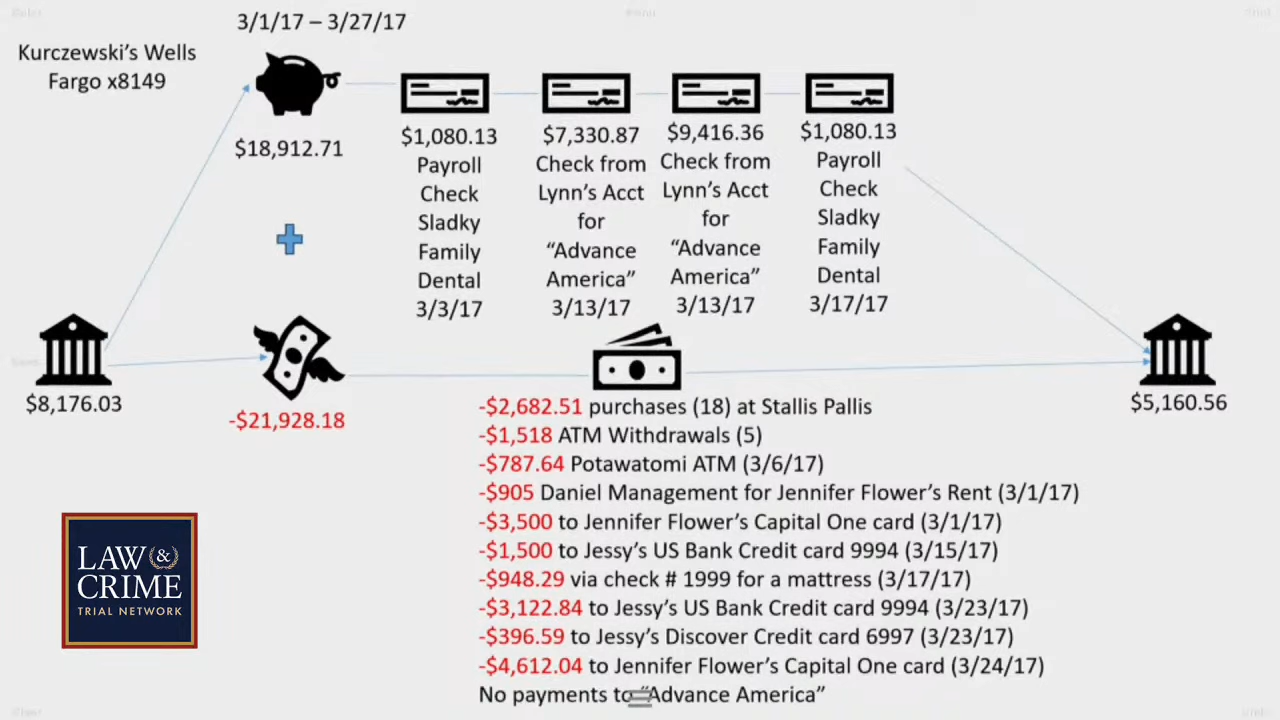 3/1/17 – 3/27/17
Kurczewski's Wells
Fargo x8149
$18,912.71
$1,080.13
Payroll
Check
Sladky
Family
Dental
3/3/17
$7,330.87
Check from
Lynn's Acct
for
"Advance
America"
3/13/17
$9,416.36
Check from
Lynn's Acct
for
"Advance
America"
3/13/17
$1,080.13
Payroll
Check
Sladky
Family
Dental
3/17/17
$8,176.03
-$21,928.18
$5,160.56
-$2,682.51 purchases (18) at Stallis Pallis
-$1,518 ATM Withdrawals (5)
-$787.64 Potawatomi ATM (3/6/17)
-$905 Daniel Management for Jennifer Flower's Rent (3/1/17)
-$3,500 to Jennifer Flower's Capital One card (3/1/17)
-$1,500 to Jessy's US Bank Credit card 9994 (3/15/17)
-$948.29 via check # 1999 for a mattress (3/17/17)
-$3,122.84 to Jessy's US Bank Credit card 9994 (3/23/17)
-$396.59 to Jessy's Discover Credit card 6997 (3/23/17)
-$4,612.04 to Jennifer Flower's Capital One card (3/24/17)
No payments to "Advance America"
LAW &
CRIME
TRIAL NETWORK